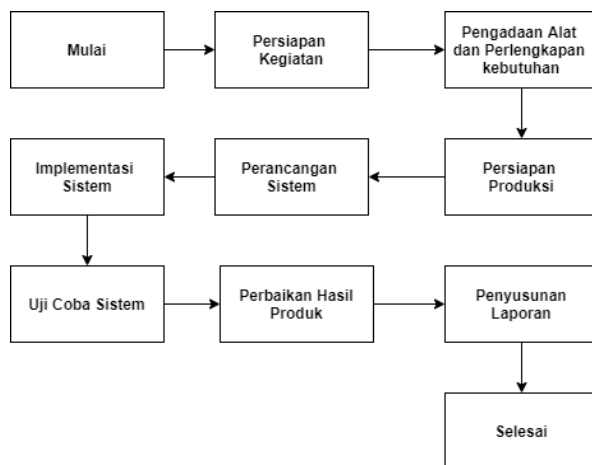 Mulai
Persiapan
Kegiatan
Pengadaan Alat
dan Perlengkapan
kebutuhan
Persiapan
Produksi
Perancangan
Sistem
Implementasi
Sistem
Uji Coba Sistem
Perbaikan Hasil
Produk
Penyusunan
Laporan
Selesai